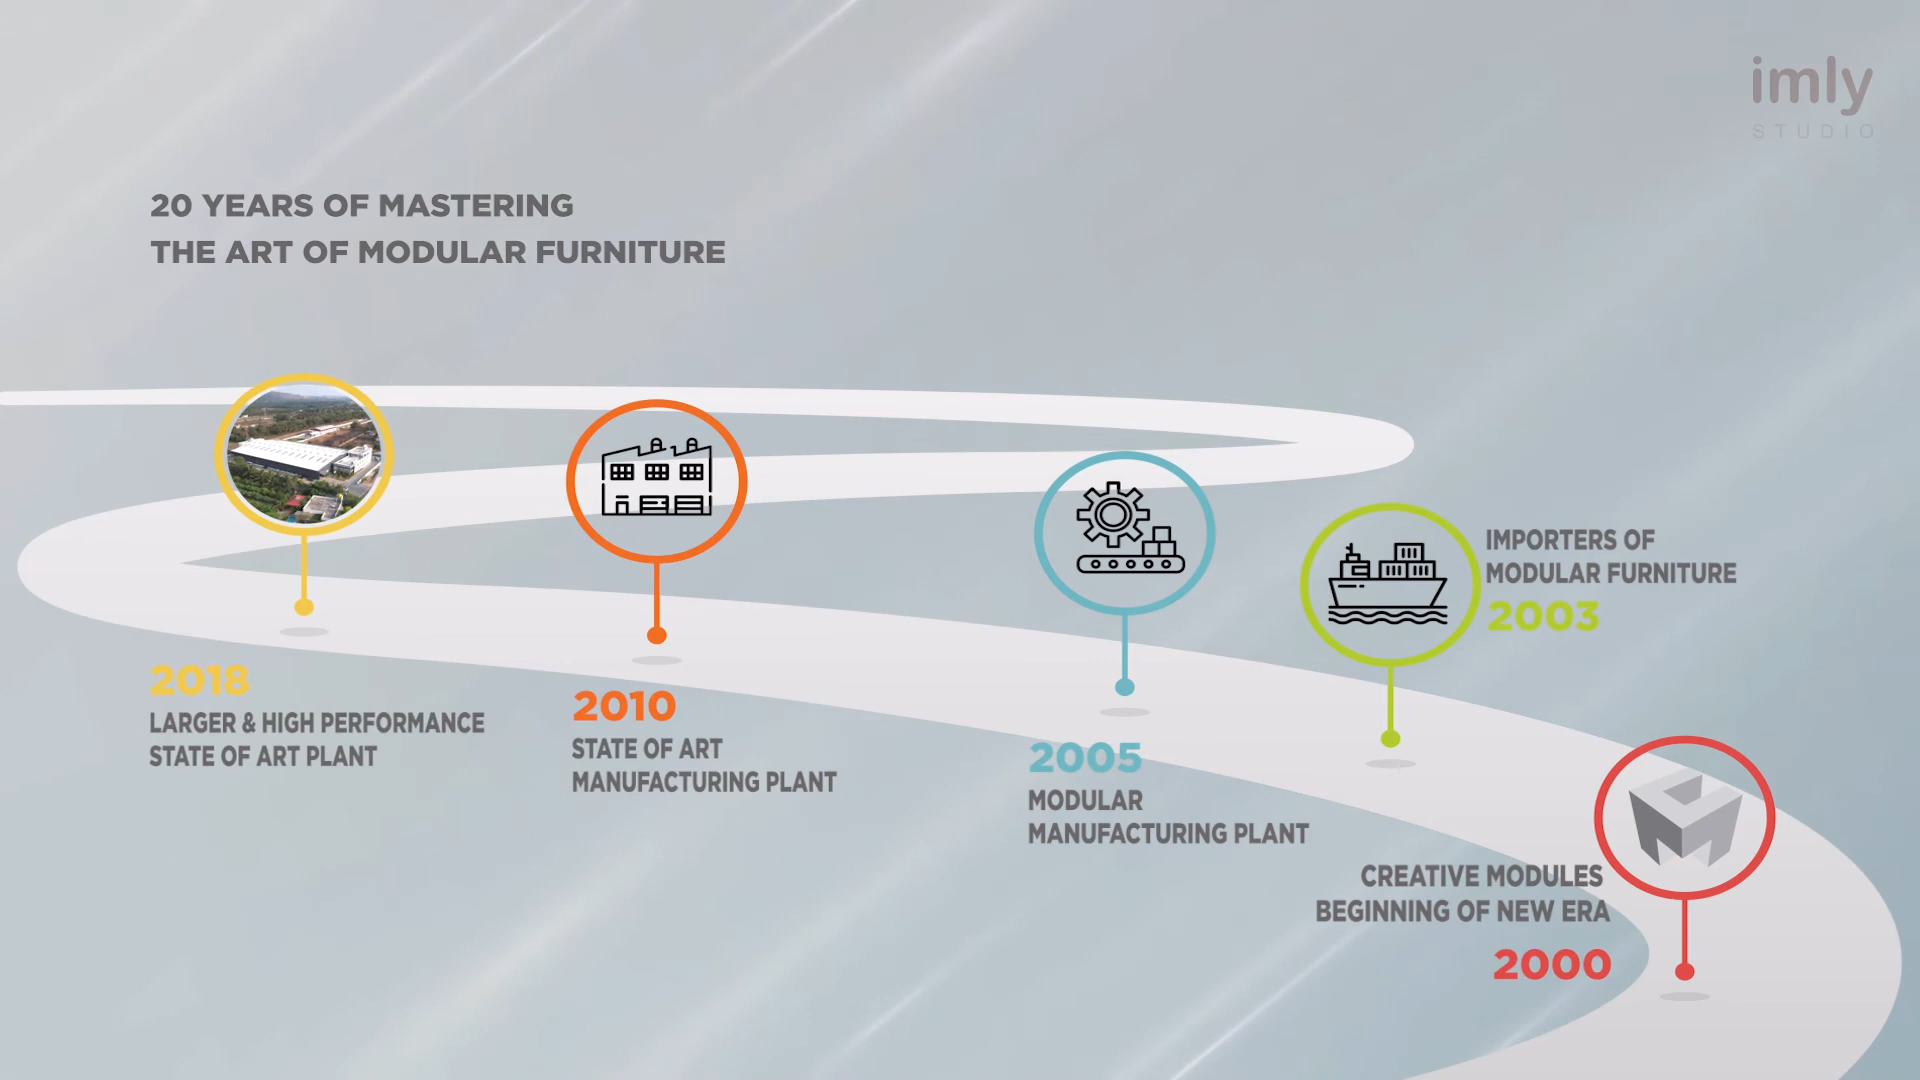 imly
STUDIO
20 YEARS OF MASTERING
THE ART OF MODULAR FURNITURE
2018
LARGER & HIGH PERFORMANCE
STATE OF ART PLANT
2010
STATE OF ART
MANUFACTURING PLANT
2005
MODULAR
MANUFACTURING PLANT
IMPORTERS OF
MODULAR FURNITURE
2003
CREATIVE MODULES
BEGINNING OF NEW ERA
2000